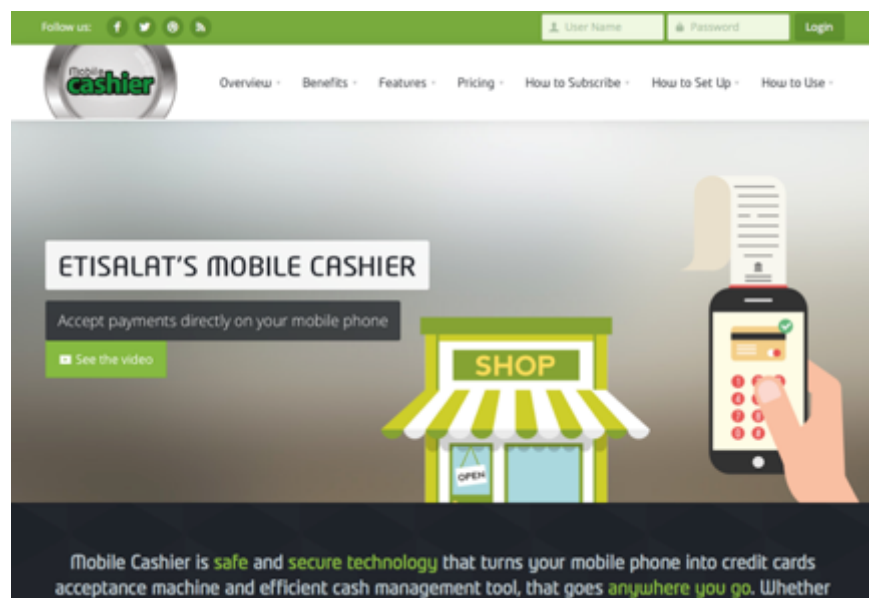 Follow us:
User Name
Password
Login
Mobile
cashier
Overview
Benefits
Features
Pricing
How to Subscribe
How to Set Up
How to Use
ETISALAT'S MOBILE CASHIER
Accept payments directly on your mobile phone
See the video
SHOP
OPEN
Mobile Cashier is safe and secure technology that turns your mobile phone into credit cards
acceptance machine and efficient cash management tool, that goes anywhere you go. Whether